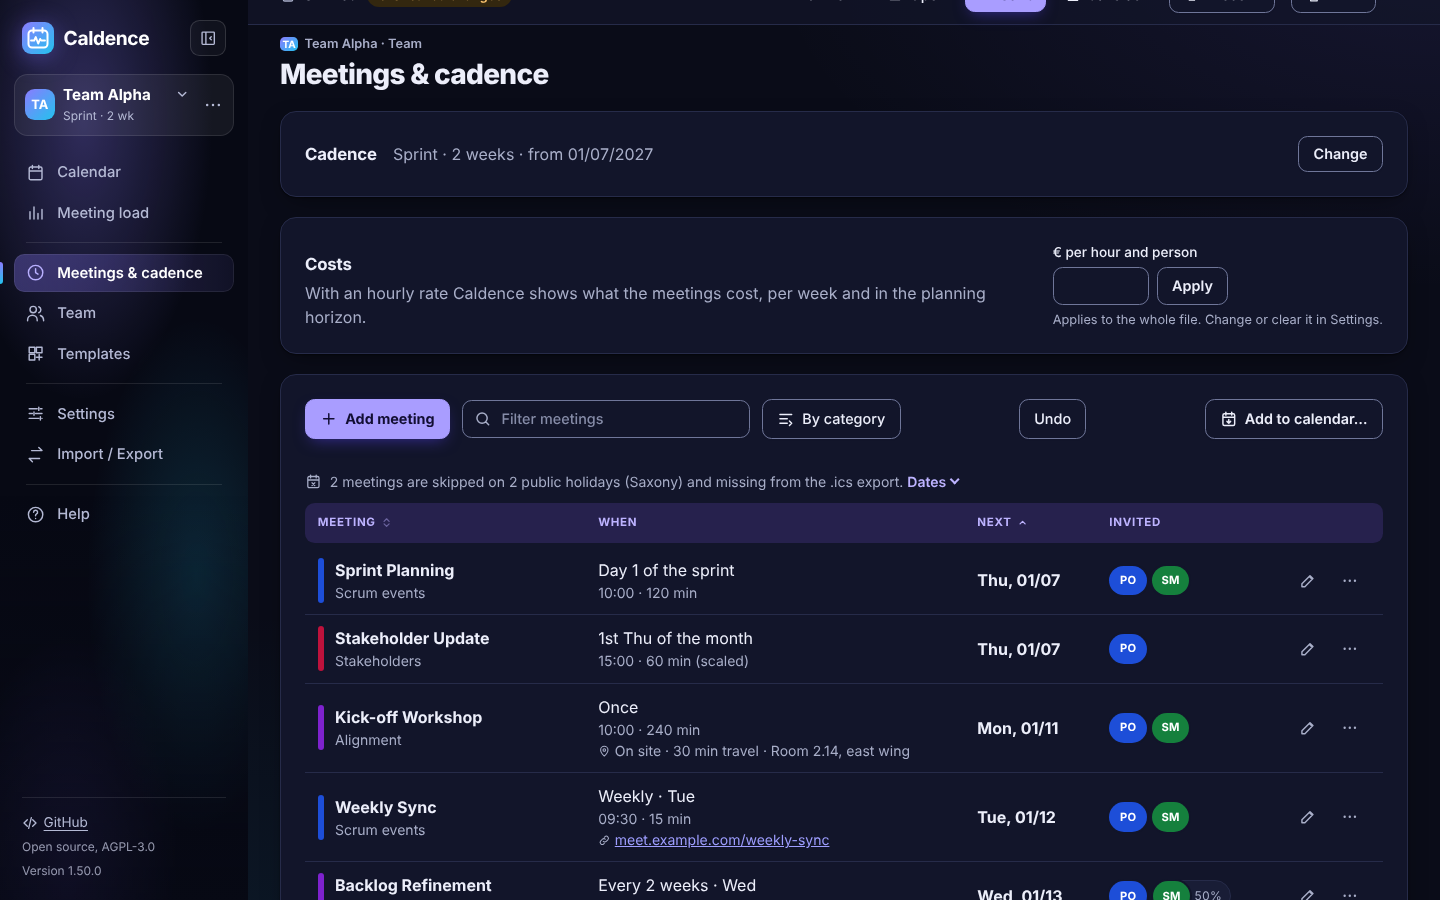 Caldence
TA
Team Alpha
Sprint · 2 wk
Calendar
Meeting load
Meetings & cadence
Team
Templates
Settings
Import / Export
Help
GitHub
Open source, AGPL-3.0
Version 1.50.0
TA Team Alpha · Team
Meetings & cadence
Cadence Sprint · 2 weeks · from 01/07/2027
Change
Costs
With an hourly rate Caldence shows what the meetings cost, per week and in the planning
horizon.
€ per hour and person
Apply
Applies to the whole file. Change or clear it in Settings.
Add meeting
Filter meetings
By category
Undo
Add to calendar...
2 meetings are skipped on 2 public holidays (Saxony) and missing from the .ics export. Dates
MEETING WHEN NEXT INVITED
Sprint Planning
Scrum events
Day 1 of the sprint
10:00 · 120 min
Thu, 01/07
PO SM
Stakeholder Update
Stakeholders
1st Thu of the month
15:00 · 60 min (scaled)
Thu, 01/07
PO
Kick-off Workshop
Alignment
Once
10:00 · 240 min
On site · 30 min travel · Room 2.14, east wing
Mon, 01/11
PO SM
Weekly Sync
Scrum events
Weekly · Tue
09:30 · 15 min
meet.example.com/weekly-sync
Tue, 01/12
PO SM
Backlog Refinement
Every 2 weeks · Wed
Wed, 01/13
PO SM 50%